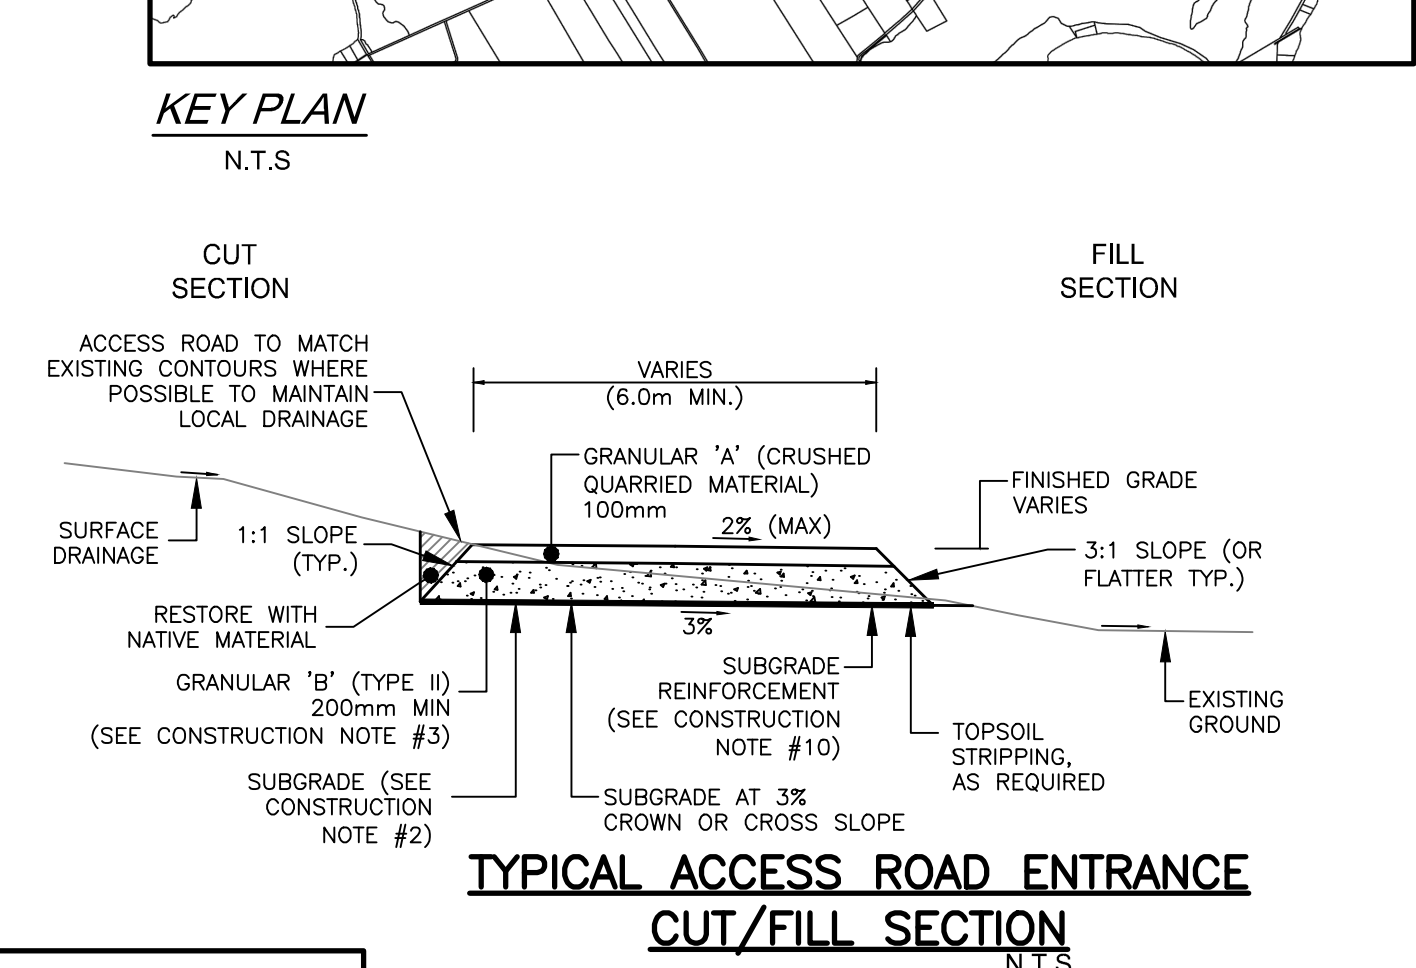 KEY PLAN
N.T.S
CUT
SECTION
FILL
SECTION
ACCESS ROAD TO MATCH
EXISTING CONTOURS WHERE
POSSIBLE TO MAINTAIN
LOCAL DRAINAGE
VARIES
(6.0m MIN.)
GRANULAR 'A' (CRUSHED
QUARRIED MATERIAL)
100mm
2% (MAX)
FINISHED GRADE
VARIES
SURFACE
DRAINAGE
1:1 SLOPE
(TYP.)
3:1 SLOPE (OR
FLATTER TYP.)
RESTORE WITH
NATIVE MATERIAL
3%
GRANULAR 'B' (TYPE II)
200mm MIN
(SEE CONSTRUCTION NOTE #3)
SUBGRADE
REINFORCEMENT
(SEE CONSTRUCTION
NOTE #10)
EXISTING
GROUND
TOPSOIL
STRIPPING,
AS REQUIRED
SUBGRADE (SEE
CONSTRUCTION
NOTE #2)
SUBGRADE AT 3%
CROWN OR CROSS SLOPE
TYPICAL ACCESS ROAD ENTRANCE
CUT/FILL SECTION
N.T.S